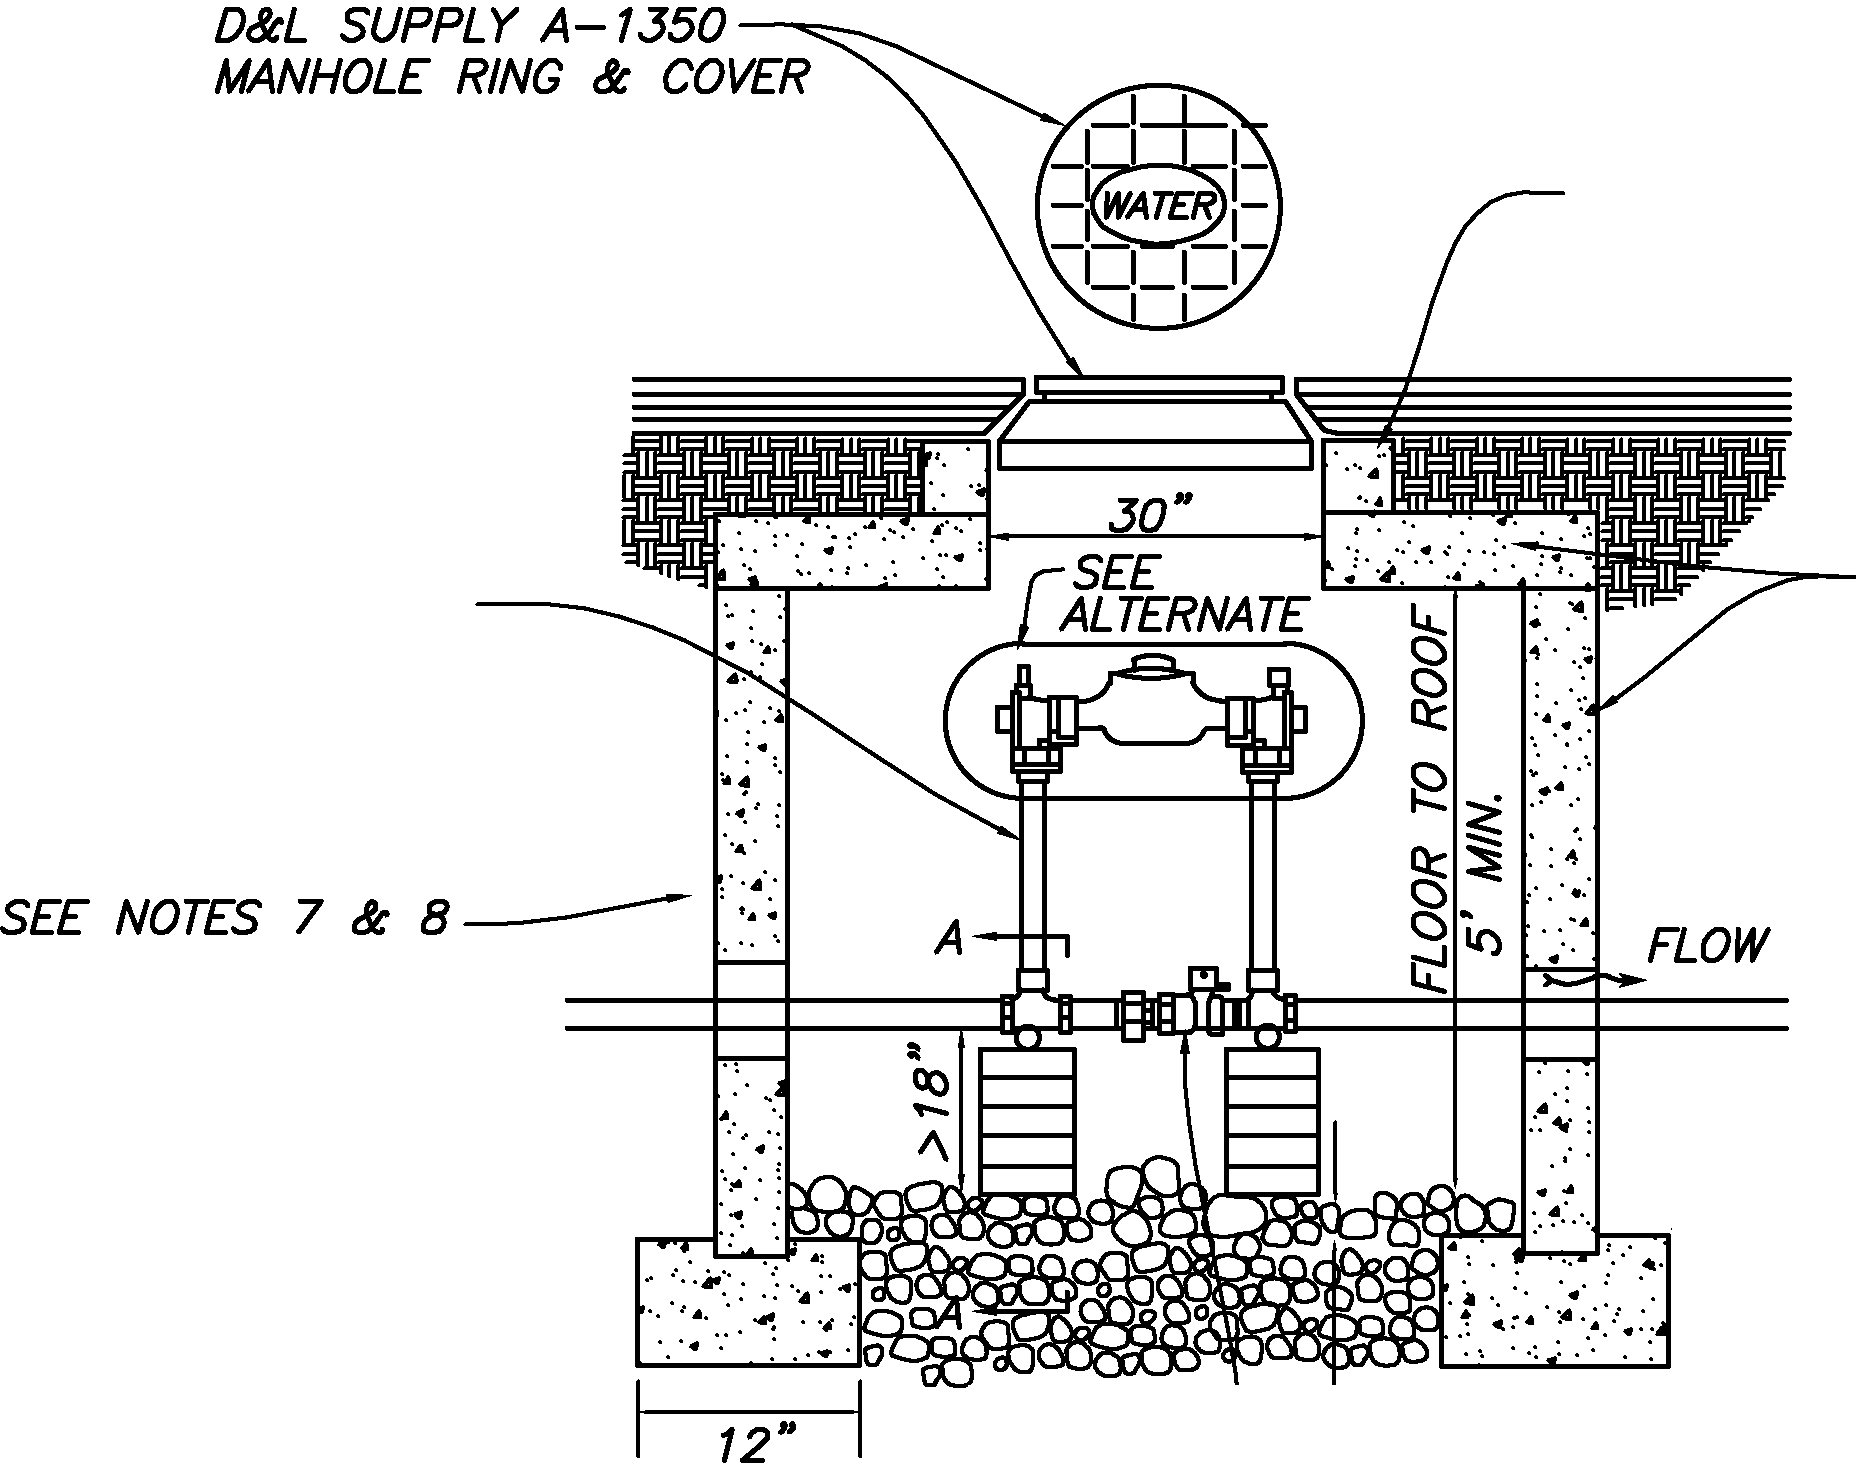 D&L SUPPLY A-1350
MANHOLE RING & COVER
WATER
30"
SEE
ALTERNATE
FLOOR TO ROOF
5' MIN.
SEE NOTES 7 & 8
A
FLOW
>18"
A
12"